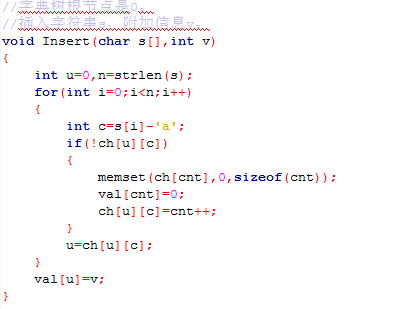 //字典树根节点是0。
//插入字符串s，附加信息v。
void Insert(char s[],int v)
{
    int u=0,n=strlen(s);
    for(int i=0;i<n;i++)
    {
        int c=s[i]-'a';
        if(!ch[u][c])
        {
            memset(ch[cnt],0,sizeof(cnt));
            val[cnt]=0;
            ch[u][c]=cnt++;
        }
        u=ch[u][c];
    }
    val[u]=v;
}